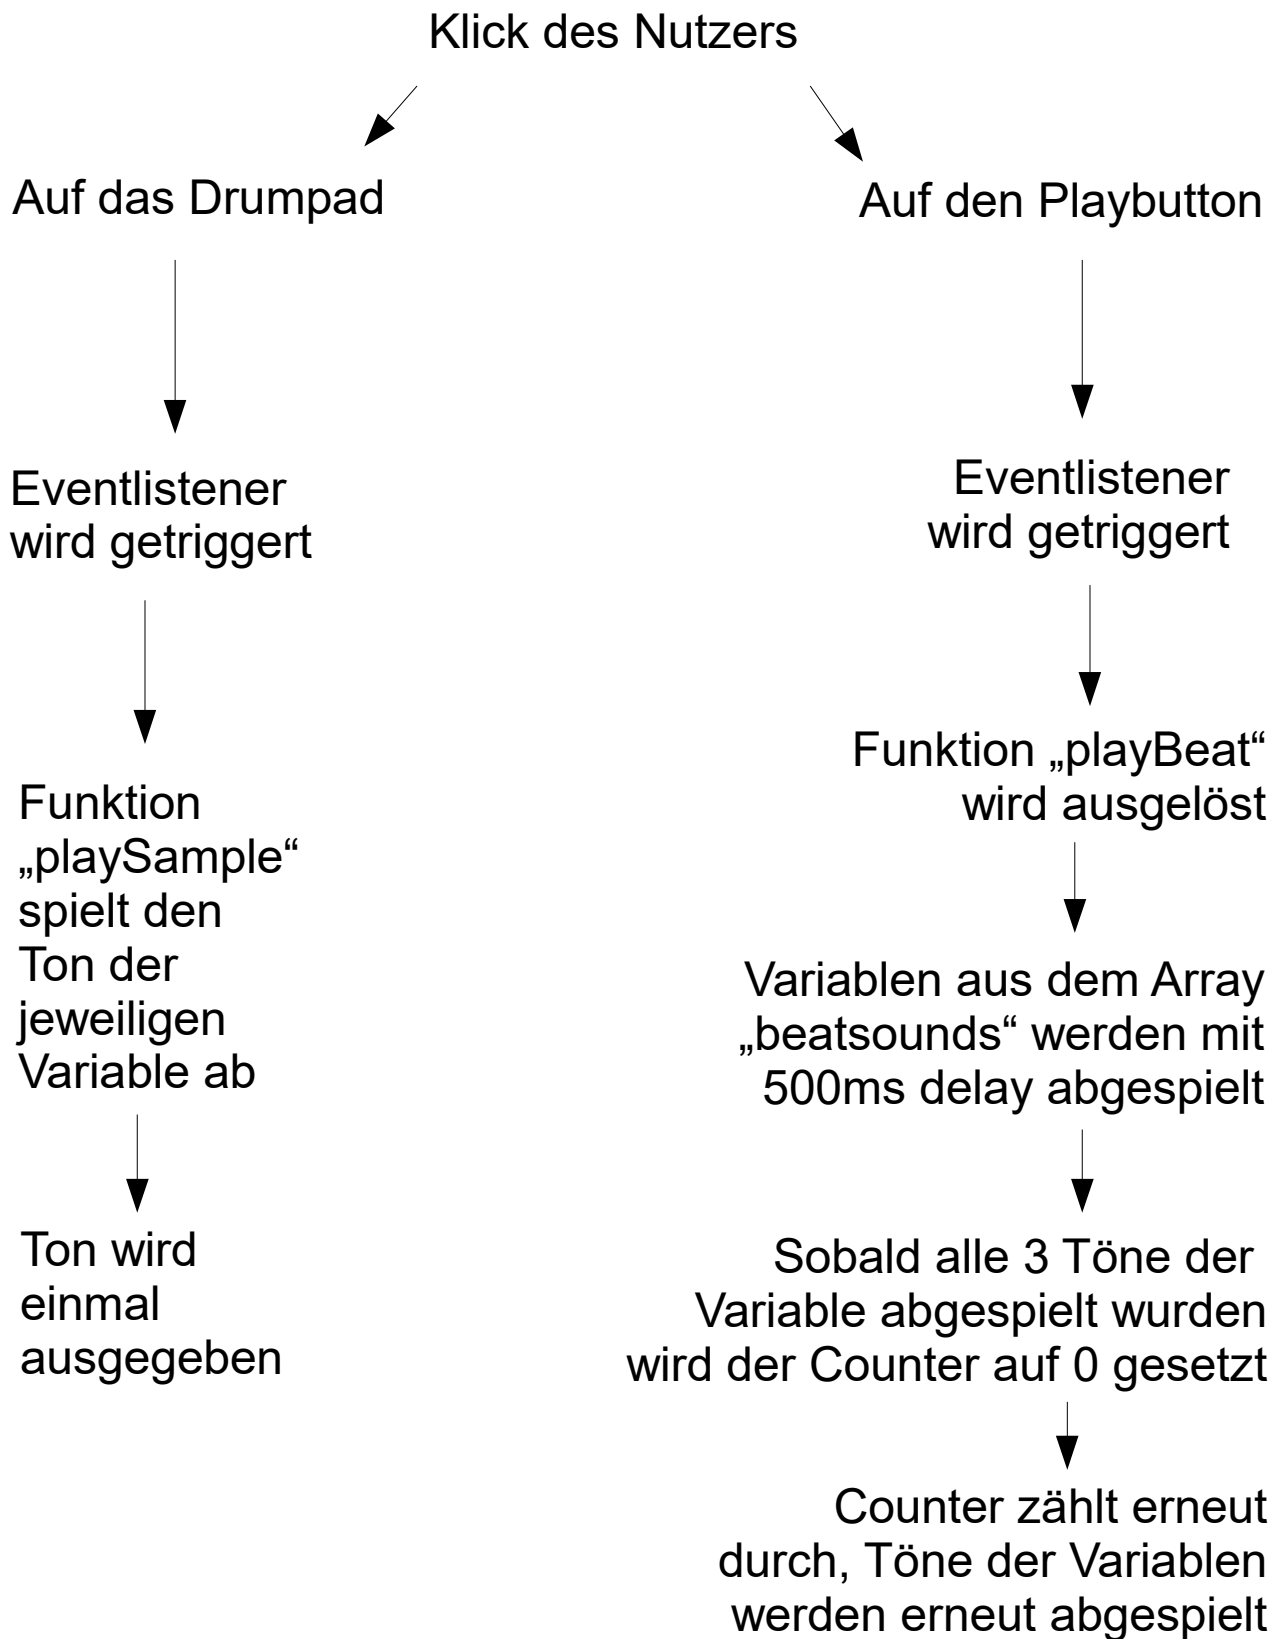 Klick des Nutzers
Auf das Drumpad
Auf den Playbutton
Eventlistener
wird getriggert
Eventlistener
wird getriggert
Funktion
„playSample“
spielt den
Ton der
jeweiligen
Variable ab
Funktion „playBeat“
wird ausgelöst
Variablen aus dem Array
„beatsounds“ werden mit
500ms delay abgespielt
Ton wird
einmal
ausgegeben
Sobald alle 3 Töne der
Variable abgespielt wurden
wird der Counter auf 0 gesetzt
Counter zählt erneut
durch, Töne der Variablen
werden erneut abgespielt